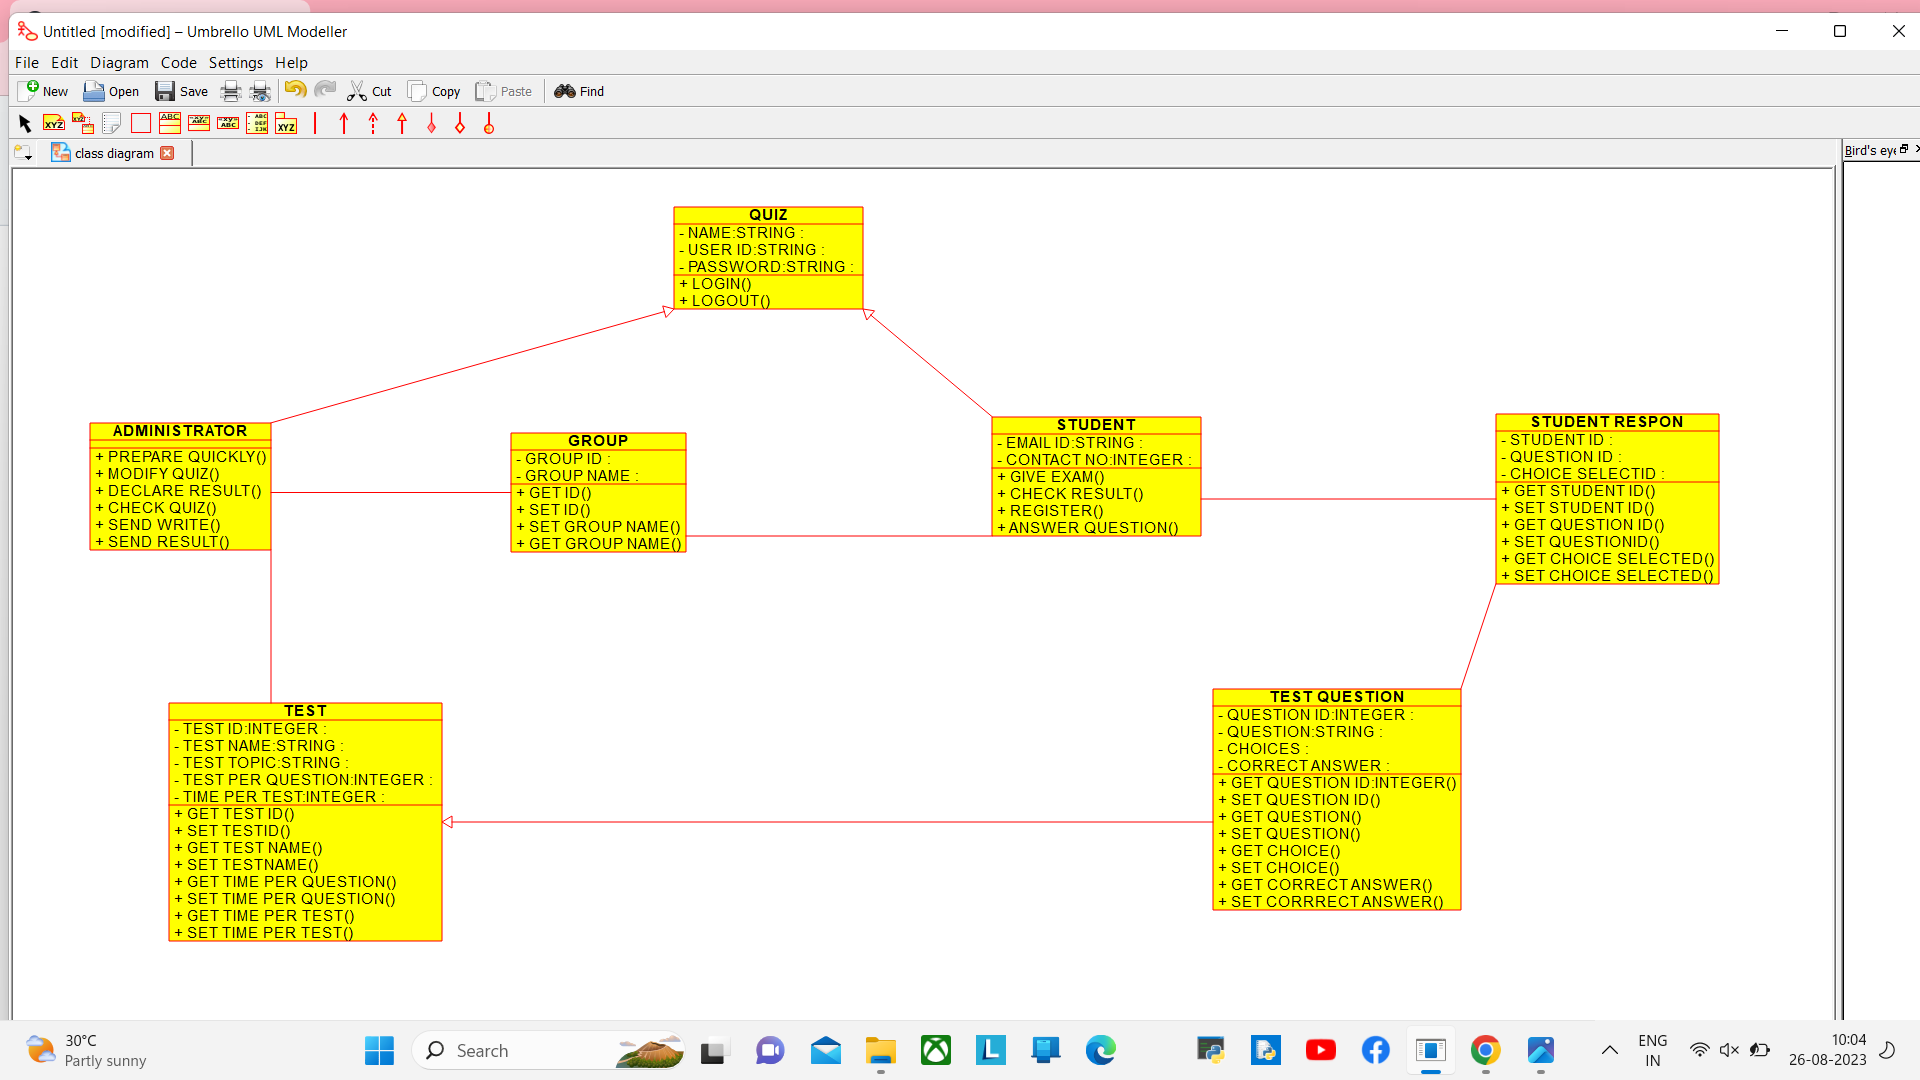 Untitled [modified] – Umbrello UML Modeller
File Edit Diagram Code Settings Help
New Open Save Cut Copy Paste Find
class diagram
Bird's eye
QUIZ
- NAME:STRING :
- USER ID:STRING :
- PASSWORD:STRING :
+ LOGIN()
+ LOGOUT()
ADMINISTRATOR
+ PREPARE QUICKLY()
+ MODIFY QUIZ()
+ DECLARE RESULT()
+ CHECK QUIZ()
+ SEND WRITE()
+ SEND RESULT()
GROUP
- GROUP ID :
- GROUP NAME :
+ GET ID()
+ SET ID()
+ SET GROUP NAME()
+ GET GROUP NAME()
STUDENT
- EMAIL ID:STRING :
- CONTACT NO:INTEGER :
+ GIVE EXAM()
+ CHECK RESULT()
+ REGISTER()
+ ANSWER QUESTION()
STUDENT RESPON
- STUDENT ID :
- QUESTION ID :
- CHOICE SELECTID :
+ GET STUDENT ID()
+ SET STUDENT ID()
+ GET QUESTION ID()
+ SET QUESTIONID()
+ GET CHOICE SELECTED()
+ SET CHOICE SELECTED()
TEST
- TEST ID:INTEGER :
- TEST NAME:STRING :
- TEST TOPIC:STRING :
- TEST PER QUESTION:INTEGER :
- TIME PER TEST:INTEGER :
+ GET TEST ID()
+ SET TESTID()
+ GET TEST NAME()
+ SET TESTNAME()
+ GET TIME PER QUESTION()
+ SET TIME PER QUESTION()
+ GET TIME PER TEST()
+ SET TIME PER TEST()
TEST QUESTION
- QUESTION ID:INTEGER :
- QUESTION:STRING :
- CHOICES :
- CORRECT ANSWER :
+ GET QUESTION ID:INTEGER()
+ SET QUESTION ID()
+ GET QUESTION()
+ SET QUESTION()
+ GET CHOICE()
+ SET CHOICE()
+ GET CORRECT ANSWER()
+ SET CORRRECT ANSWER()
30°C
Partly sunny
Search
ENG
IN
10:04
26-08-2023